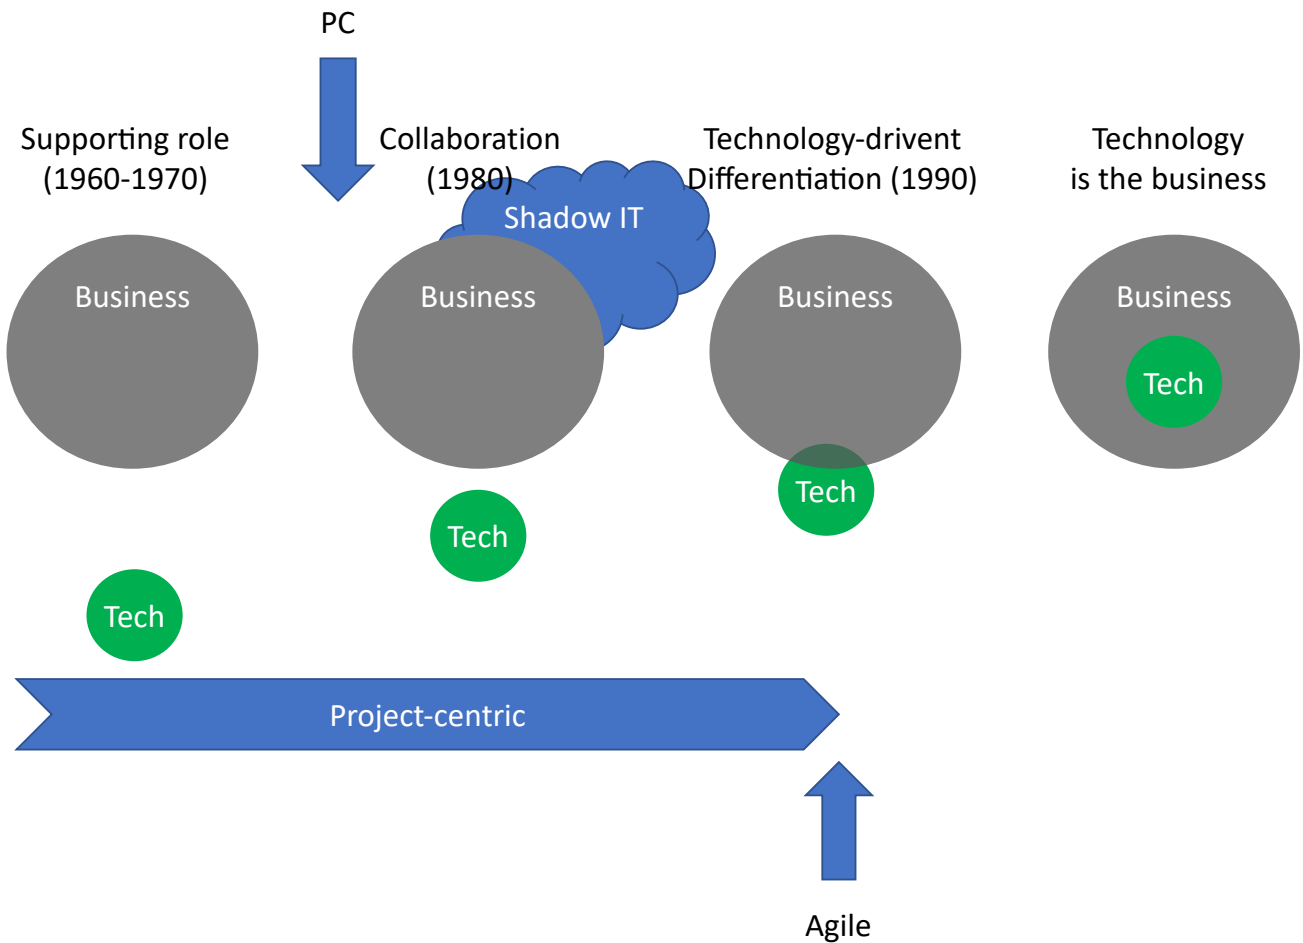 PC
Supporting role
(1960-1970)
Collaboration
(1980)
Technology-drivent
Differentiation (1990)
Technology
is the business
Shadow IT
Business
Business
Business
Business
Tech
Tech
Tech
Tech
Project-centric
Agile